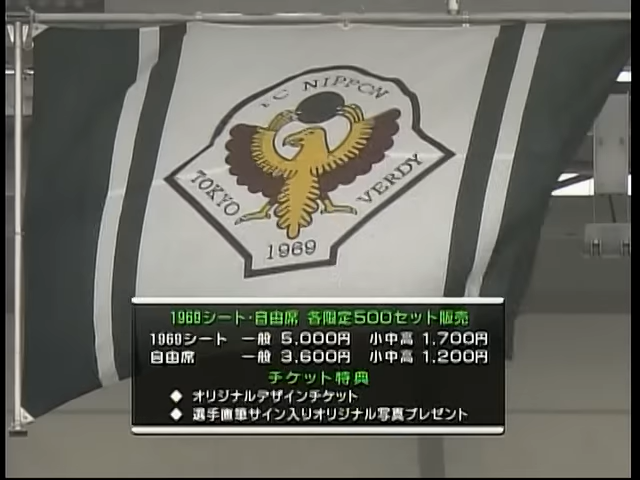 FC NIPPON
TOKYO VERDY
1969
1969シート・自由席 各限定500セット販売
1969シート 一般 5,000円 小中高 1,700円
自由席 一般 3,600円 小中高 1,200円
チケット特典
◆ オリジナルデザインチケット
◆ 選手直筆サイン入りオリジナル写真プレゼント